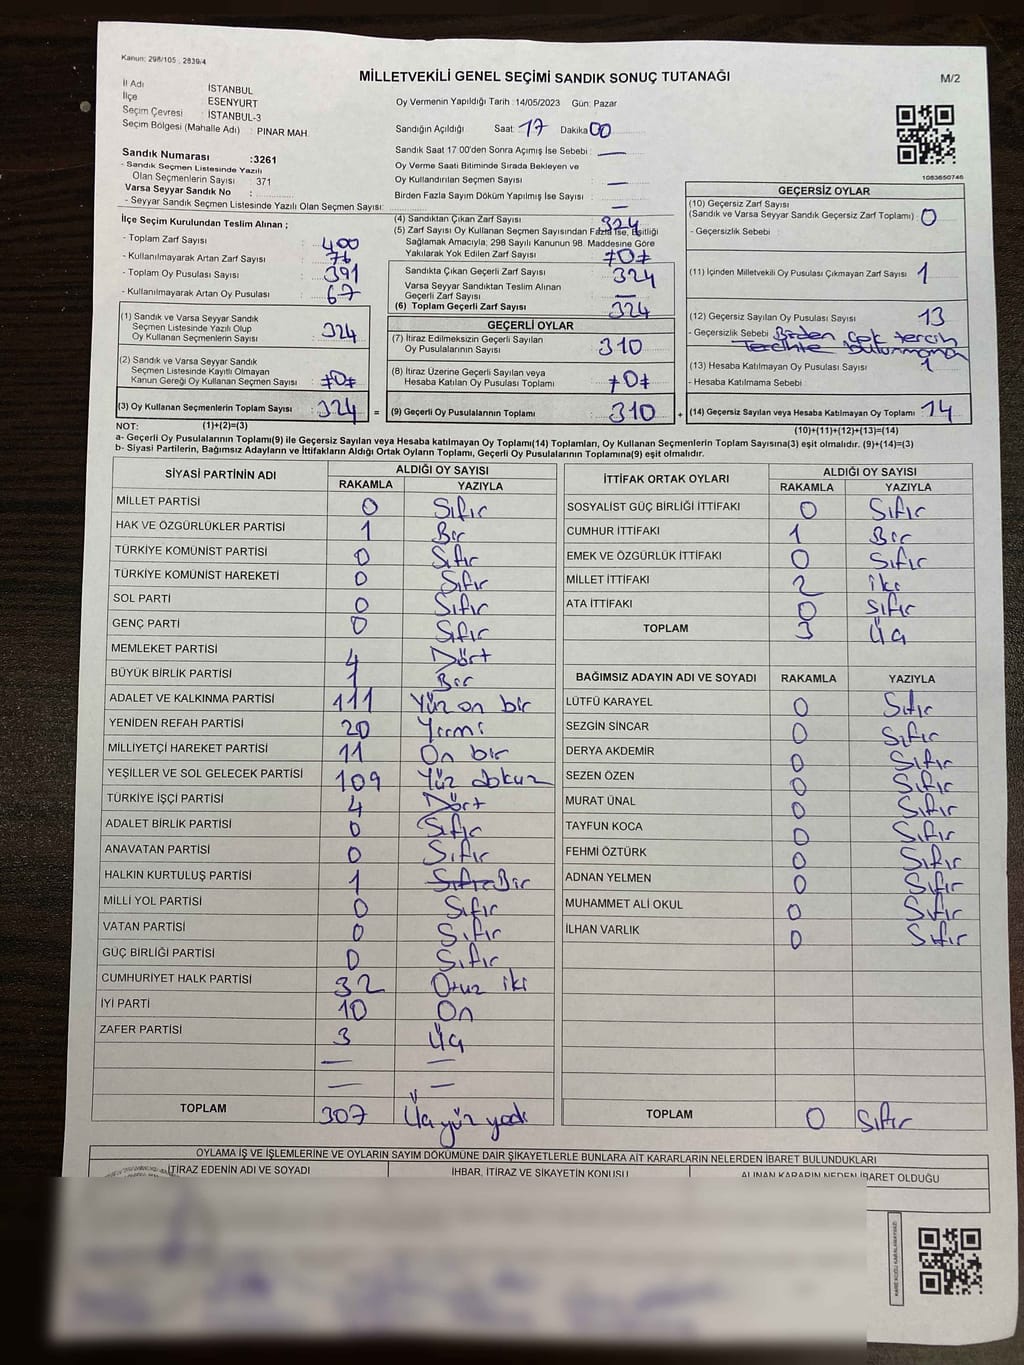 Kanun: 298/105 , 2839/4
MİLLETVEKİLİ GENEL SEÇİMİ SANDIK SONUÇ TUTANAĞI
M/2
İl Adı İSTANBUL
İlçe ESENYURT
Seçim Çevresi : İSTANBUL-3
Seçim Bölgesi (Mahalle Adı) : PINAR MAH.
Oy Vermenin Yapıldığı Tarih :14/05/2023 Gün: Pazar
Sandığın Açıldığı Saat: 17 Dakika 00
Sandık Saat 17:00'den Sonra Açımış İse Sebebi : —
Oy Verme Saati Bitiminde Sırada Bekleyen ve
Oy Kullandırılan Seçmen Sayısı : —
Birden Fazla Sayım Döküm Yapılmış İse Sayısı : —
Sandık Numarası :3261
- Sandık Seçmen Listesinde Yazılı
Olan Seçmenlerin Sayısı : 371
Varsa Seyyar Sandık No :
- Seyyar Sandık Seçmen Listesinde Yazılı Olan Seçmen Sayısı:
İlçe Seçim Kurulundan Teslim Alınan ;
- Toplam Zarf Sayısı : 400
- Kullanılmayarak Artan Zarf Sayısı : 76
- Toplam Oy Pusulası Sayısı : 391
- Kullanılmayarak Artan Oy Pusulası : 67
(1) Sandık ve Varsa Seyyar Sandık
Seçmen Listesinde Yazılı Olup
Oy Kullanan Seçmenlerin Sayısı : 324
(2) Sandık ve Varsa Seyyar Sandık
Seçmen Listesinde Kayıtlı Olmayan
Kanun Gereği Oy Kullanan Seçmen Sayısı : ≠0≠
(3) Oy Kullanan Seçmenlerin Toplam Sayısı : 324 =
(4) Sandıktan Çıkan Zarf Sayısı 324
(5) Zarf Sayısı Oy Kullanan Seçmen Sayısından Fazla İse, Eşitliği
Sağlamak Amacıyla; 298 Sayılı Kanunun 98. Maddesine Göre
Yakılarak Yok Edilen Zarf Sayısı : ≠0≠
Sandıkta Çıkan Geçerli Zarf Sayısı : 324
Varsa Seyyar Sandıktan Teslim Alınan
Geçerli Zarf Sayısı : —
(6) Toplam Geçerli Zarf Sayısı : 324
GEÇERLİ OYLAR
(7) İtiraz Edilmeksizin Geçerli Sayılan
Oy Pusulalarının Sayısı : 310
(8) İtiraz Üzerine Geçerli Sayılan veya
Hesaba Katılan Oy Pusulası Toplamı : ≠0≠
(9) Geçerli Oy Pusulalarının Toplamı : 310 +
1083650746
GEÇERSİZ OYLAR
(10) Geçersiz Zarf Sayısı
(Sandık ve Varsa Seyyar Sandık Geçersiz Zarf Toplamı) : 0
- Geçersizlik Sebebi :
(11) İçinden Milletvekili Oy Pusulası Çıkmayan Zarf Sayısı : 1
(12) Geçersiz Sayılan Oy Pusulası Sayısı : 13
- Geçersizlik Sebebi Birden Çok tercih
Tercihte bulunmama
(13) Hesaba Katılmayan Oy Pusulası Sayısı : 1
- Hesaba Katılmama Sebebi
(14) Geçersiz Sayılan veya Hesaba Katılmayan Oy Toplamı : 14
NOT: (1)+(2)=(3) (10)+(11)+(12)+(13)=(14)
a- Geçerli Oy Pusulalarının Toplamı(9) ile Geçersiz Sayılan veya Hesaba katılmayan Oy Toplamı(14) Toplamları, Oy Kullanan Seçmenlerin Toplam Sayısına(3) eşit olmalıdır. (9)+(14)=(3)
b- Siyasi Partilerin, Bağımsız Adayların ve İttifakların Aldığı Ortak Oyların Toplamı, Geçerli Oy Pusulalarının Toplamına(9) eşit olmalıdır.
SİYASİ PARTİNİN ADI ALDIĞI OY SAYISI
RAKAMLA YAZIYLA
MİLLET PARTİSİ 0 Sıfır
HAK VE ÖZGÜRLÜKLER PARTİSİ 1 Bir
TÜRKİYE KOMÜNİST PARTİSİ 0 Sıfır
TÜRKİYE KOMÜNİST HAREKETİ 0 Sıfır
SOL PARTİ 0 Sıfır
GENÇ PARTİ 0 Sıfır
MEMLEKET PARTİSİ 4 Dört
BÜYÜK BİRLİK PARTİSİ 1 Bir
ADALET VE KALKINMA PARTİSİ 111 Yüz on bir
YENİDEN REFAH PARTİSİ 20 Yirmi
MİLLİYETÇİ HAREKET PARTİSİ 11 On bir
YEŞİLLER VE SOL GELECEK PARTİSİ 109 Yüz dokuz
TÜRKİYE İŞÇİ PARTİSİ 4 Dört
ADALET BİRLİK PARTİSİ 0 Sıfır
ANAVATAN PARTİSİ 0 Sıfır
HALKIN KURTULUŞ PARTİSİ 1 Sıfır Bir
MİLLİ YOL PARTİSİ 0 Sıfır
VATAN PARTİSİ 0 Sıfır
GÜÇ BİRLİĞİ PARTİSİ 0 Sıfır
CUMHURİYET HALK PARTİSİ 32 Otuz iki
İYİ PARTİ 10 On
ZAFER PARTİSİ 3 Üç
— —
— —
TOPLAM 307 Üç yüz yedi
İTTİFAK ORTAK OYLARI ALDIĞI OY SAYISI
RAKAMLA YAZIYLA
SOSYALİST GÜÇ BİRLİĞİ İTTİFAKI 0 Sıfır
CUMHUR İTTİFAKI 1 Bir
EMEK VE ÖZGÜRLÜK İTTİFAKI 0 Sıfır
MİLLET İTTİFAKI 2 iki
ATA İTTİFAKI 0 sıfır
TOPLAM 3 Üç
BAĞIMSIZ ADAYIN ADI VE SOYADI RAKAMLA YAZIYLA
LÜTFÜ KARAYEL 0 Sıfır
SEZGİN SİNCAR 0 Sıfır
DERYA AKDEMİR 0 Sıfır
SEZEN ÖZEN 0 Sıfır
MURAT ÜNAL 0 Sıfır
TAYFUN KOCA 0 Sıfır
FEHMİ ÖZTÜRK 0 Sıfır
ADNAN YELMEN 0 Sıfır
MUHAMMET ALİ OKUL 0 Sıfır
İLHAN VARLIK 0 Sıfır
TOPLAM 0 Sıfır
OYLAMA İŞ VE İŞLEMLERİNE VE OYLARIN SAYIM DÖKÜMÜNE DAİR ŞİKAYETLERLE BUNLARA AİT KARARLARIN NELERDEN İBARET BULUNDUKLARI
İTİRAZ EDENİN ADI VE SOYADI İHBAR, İTİRAZ VE ŞİKAYETİN KONUSU ALINAN KARARIN NEDEN İBARET OLDUĞU